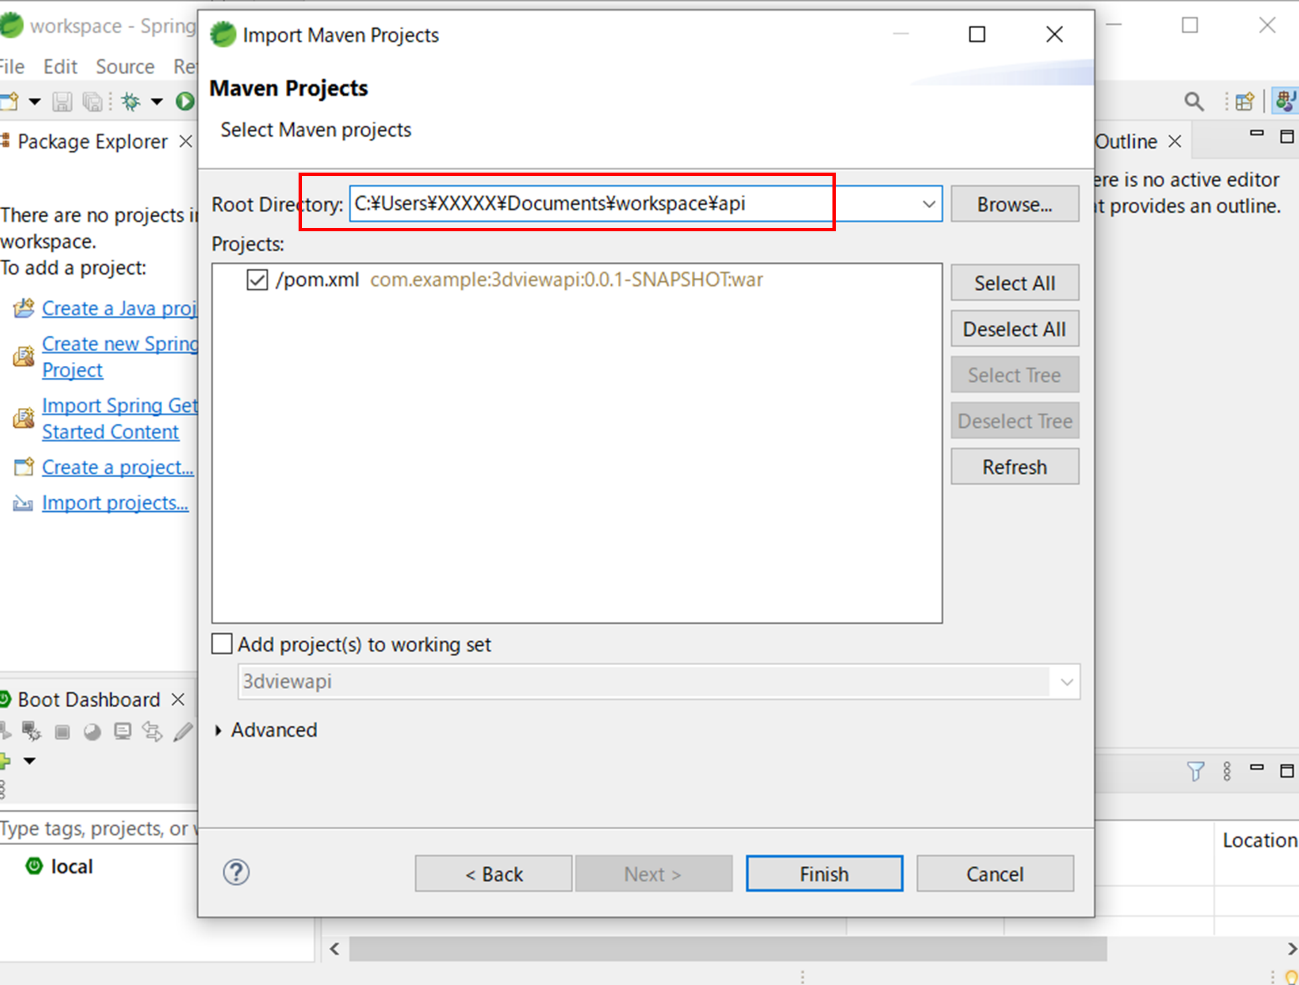 workspace - Spring
Import Maven Projects
File Edit Source Re
Maven Projects
Select Maven projects
Package Explorer
Outline
There are no projects in
workspace.
To add a project:
Create a Java proj
Create new Spring
Project
Import Spring Get
Started Content
Create a project...
Import projects...
Root Directory: C:¥Users¥XXXXX¥Documents¥workspace¥api
Browse...
Projects:
/pom.xml com.example:3dviewapi:0.0.1-SNAPSHOT:war
Select All
Deselect All
Select Tree
Deselect Tree
Refresh
ere is no active editor
t provides an outline.
Add project(s) to working set
3dviewapi
Advanced
Boot Dashboard
Type tags, projects, or
local
Location
< Back
Next >
Finish
Cancel